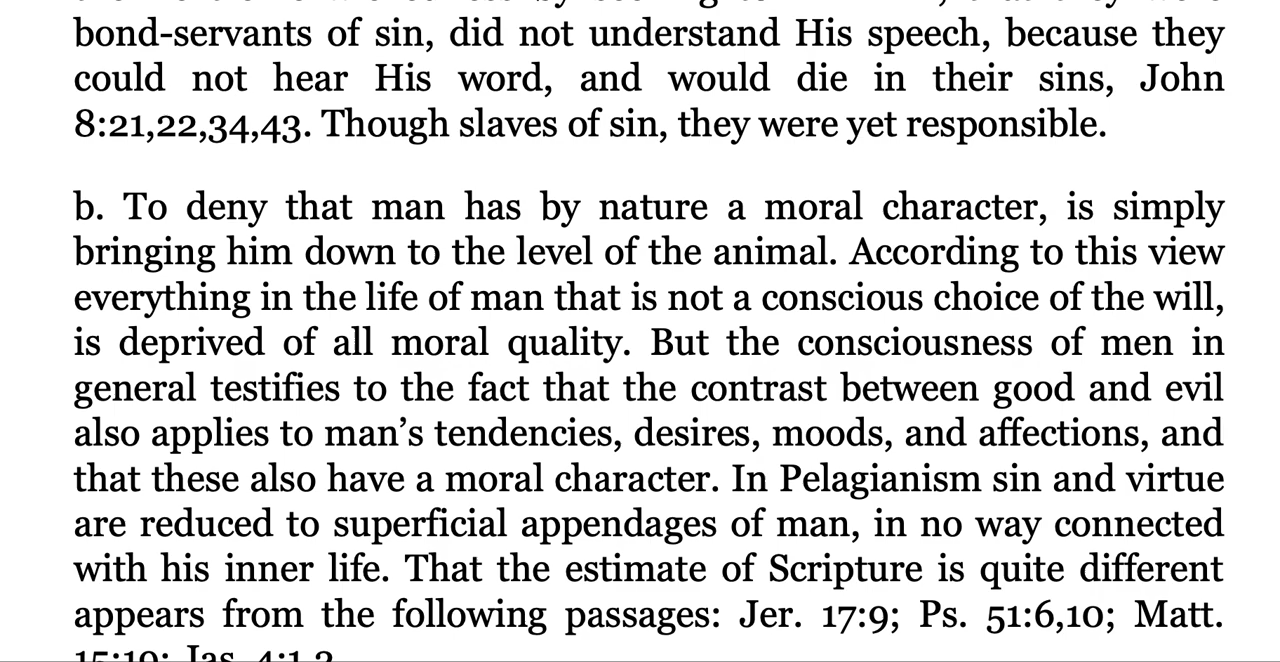 bond-servants of sin, did not understand His speech, because they
could not hear His word, and would die in their sins, John
8:21,22,34,43. Though slaves of sin, they were yet responsible.
b. To deny that man has by nature a moral character, is simply
bringing him down to the level of the animal. According to this view
everything in the life of man that is not a conscious choice of the will,
is deprived of all moral quality. But the consciousness of men in
general testifies to the fact that the contrast between good and evil
also applies to man’s tendencies, desires, moods, and affections, and
that these also have a moral character. In Pelagianism sin and virtue
are reduced to superficial appendages of man, in no way connected
with his inner life. That the estimate of Scripture is quite different
appears from the following passages: Jer. 17:9; Ps. 51:6,10; Matt.
15:19; Jas. 4:1,2